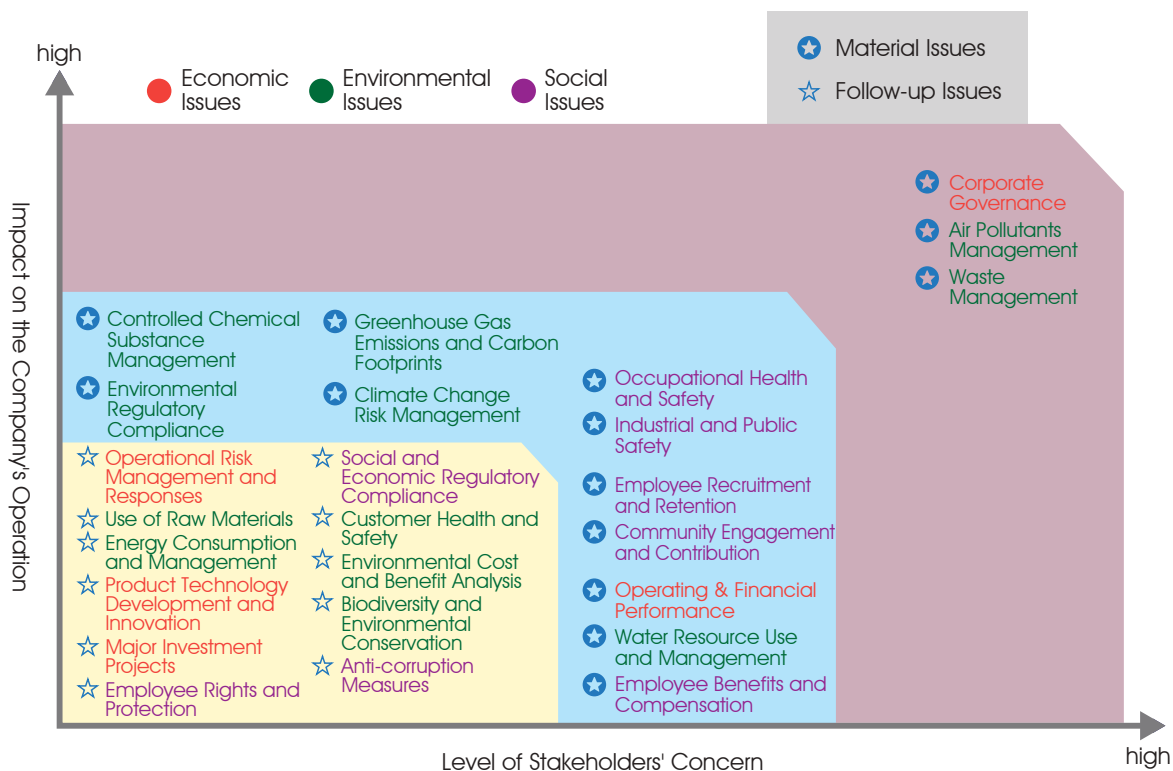 high
Economic
Issues
Environmental
Issues
Social
Issues
Material Issues
Follow-up Issues
Impact on the Company's Operation
Corporate
Governance
Air Pollutants
Management
Waste
Management
Controlled Chemical
Substance
Management
Environmental
Regulatory
Compliance
Greenhouse Gas
Emissions and Carbon
Footprints
Climate Change
Risk Management
Occupational Health
and Safety
Industrial and Public
Safety
Employee Recruitment
and Retention
Community Engagement
and Contribution
Operating & Financial
Performance
Water Resource Use
and Management
Employee Benefits and
Compensation
Operational Risk
Management and
Responses
Use of Raw Materials
Energy Consumption
and Management
Product Technology
Development and
Innovation
Major Investment
Projects
Employee Rights and
Protection
Social and
Economic Regulatory
Compliance
Customer Health and
Safety
Environmental Cost
and Benefit Analysis
Biodiversity and
Environmental
Conservation
Anti-corruption
Measures
Level of Stakeholders' Concern
high